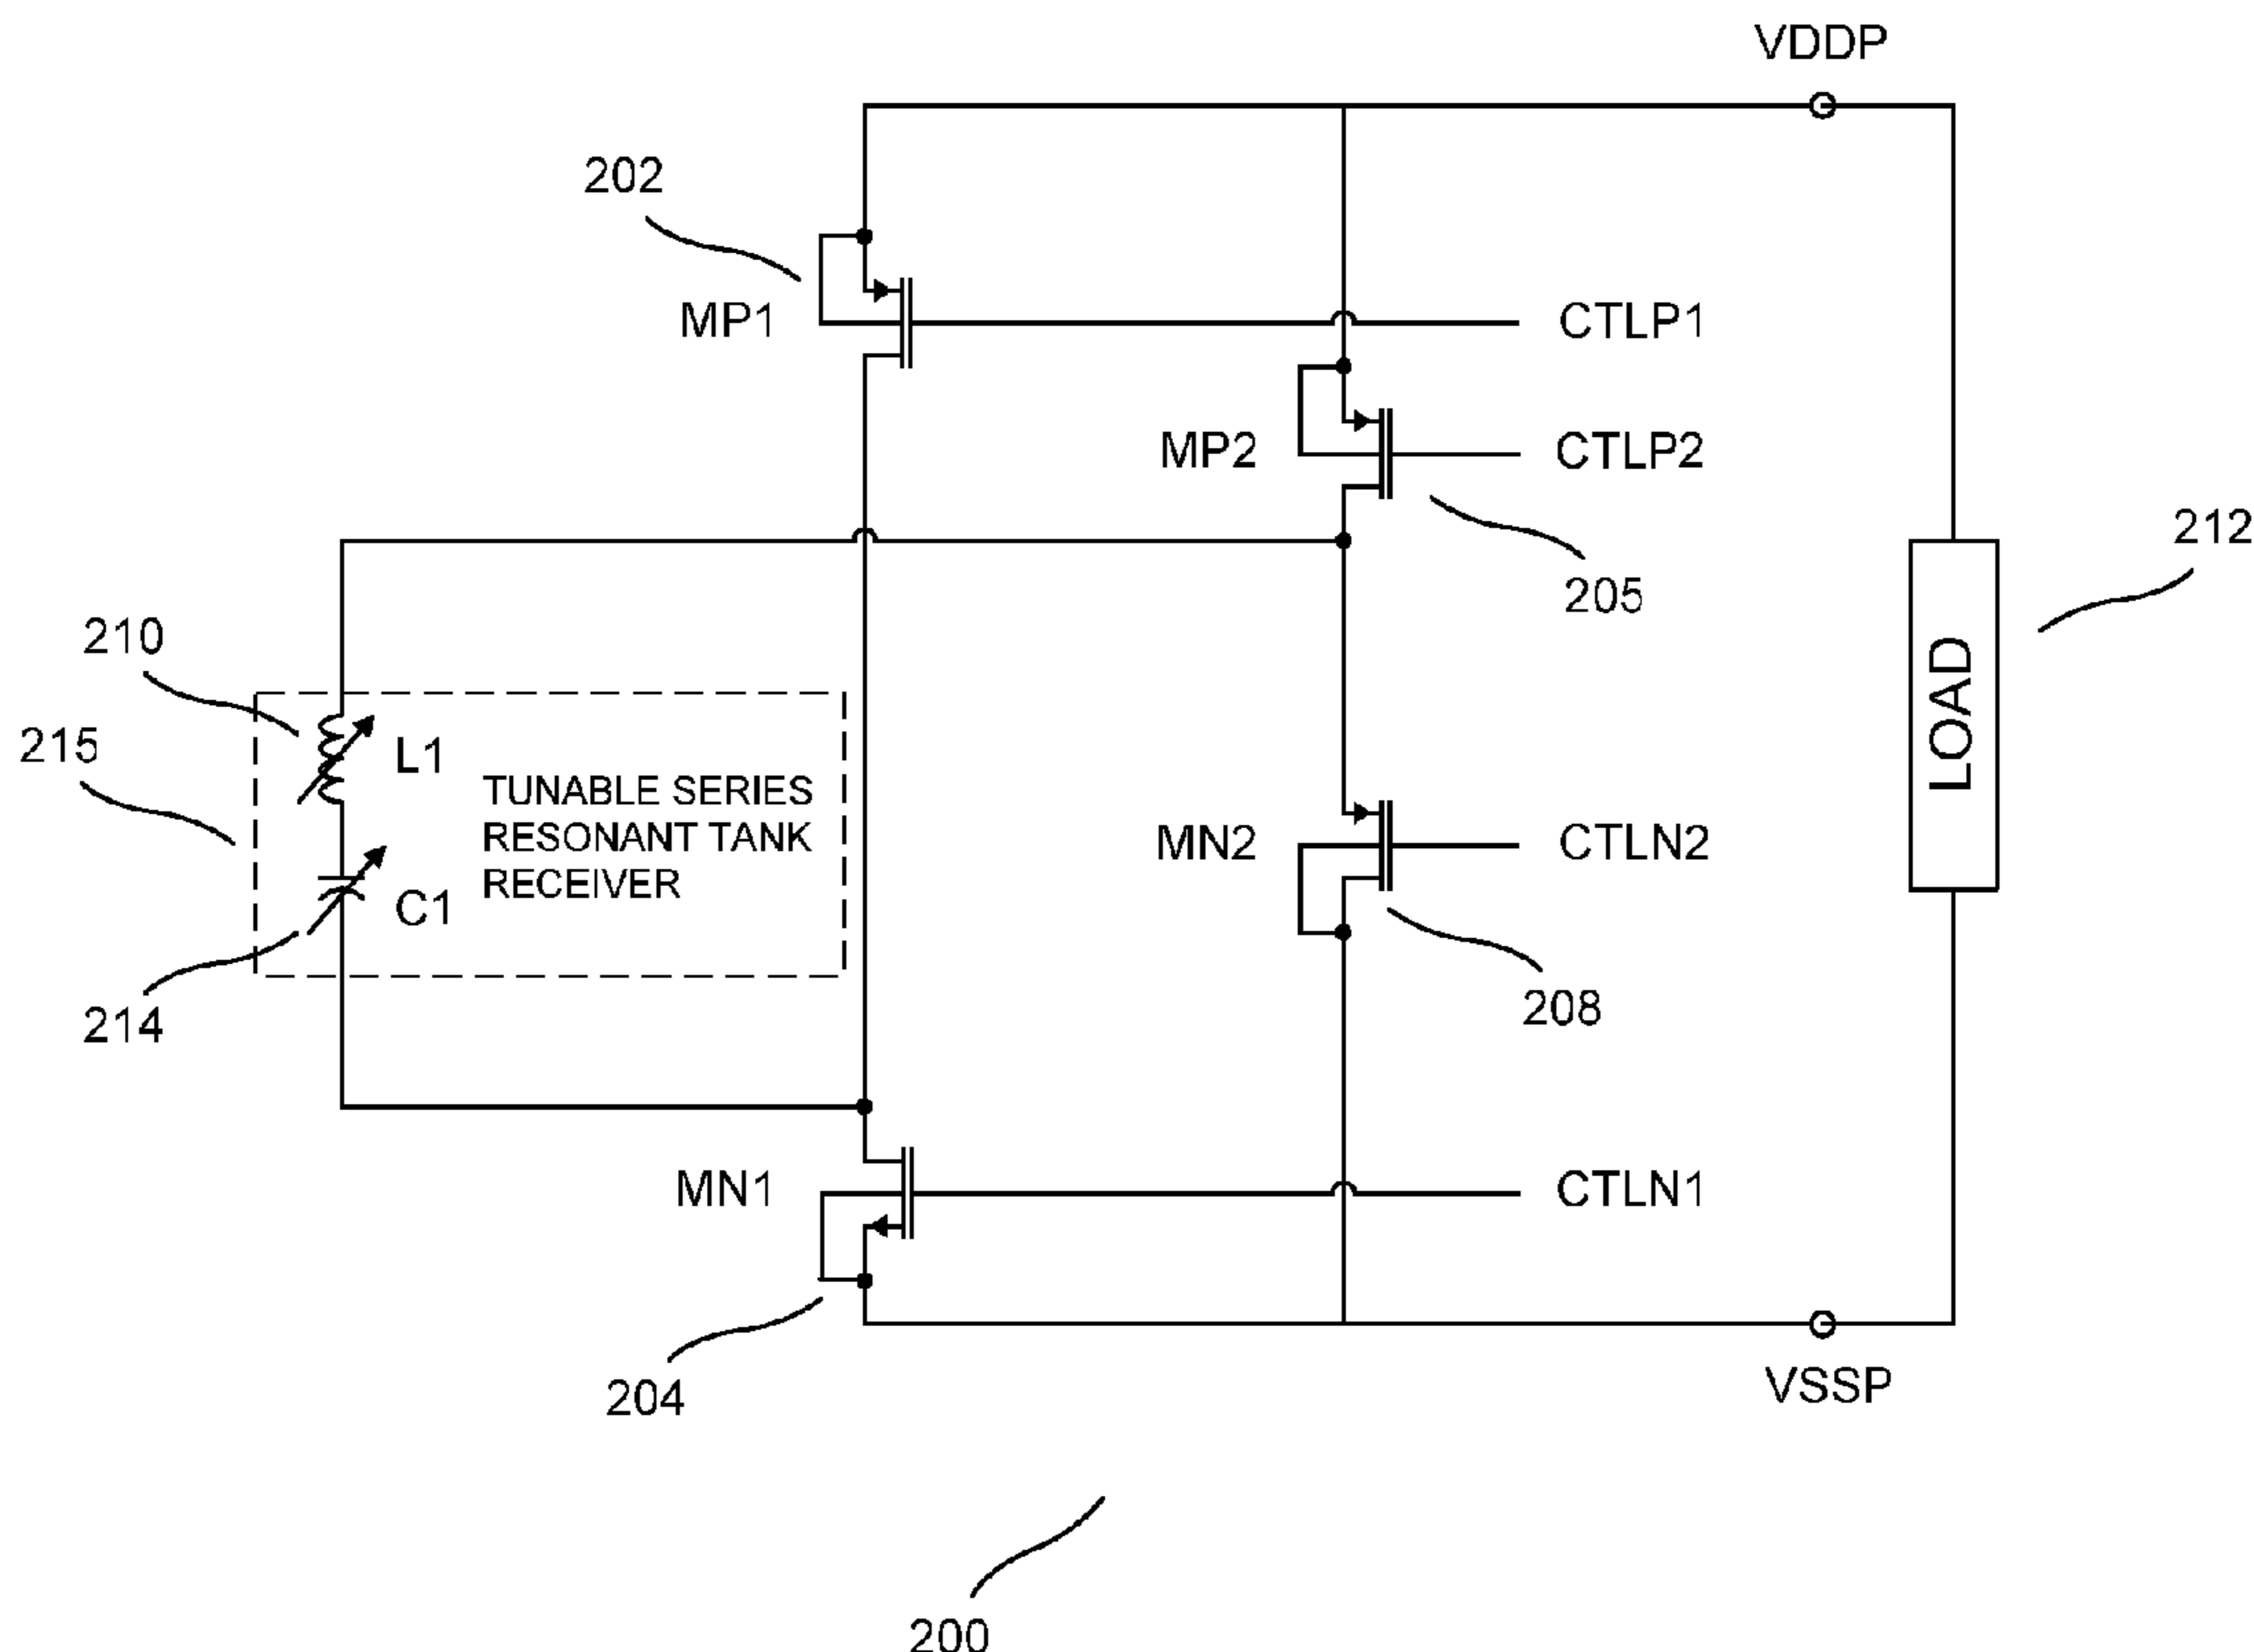 VDDP
202
MP1
CTLP1
MP2
CTLP2
205
212
LOAD
210
215
L1
TUNABLE SERIES
RESONANT TANK
RECEIVER
C1
214
MN2
CTLN2
208
MN1
CTLN1
204
VSSP
200